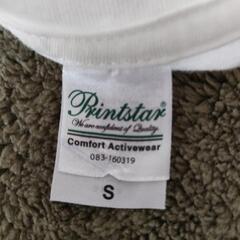 Printstar®
We are confident of Quality.
Comfort Activewear
083-160319
S